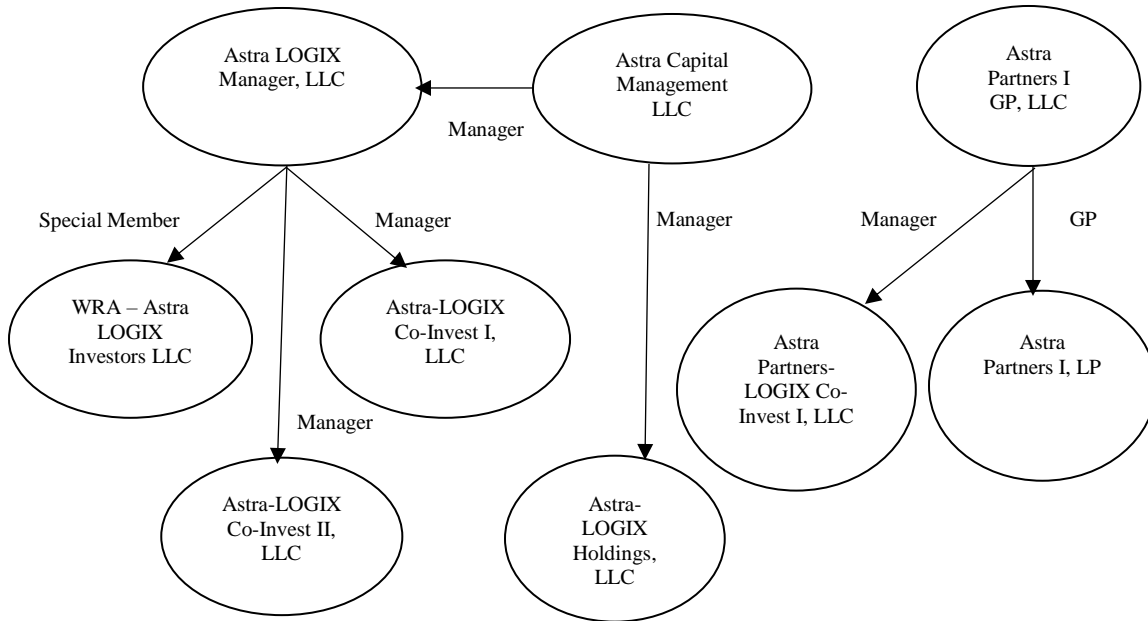 Astra LOGIX
Manager, LLC
Astra Capital
Management
LLC
Astra
Partners I
GP, LLC
Manager
Special Member
Manager
Manager
Manager
GP
WRA – Astra
LOGIX
Investors LLC
Astra-LOGIX
Co-Invest I,
LLC
Astra
Partners-
LOGIX Co-
Invest I, LLC
Astra
Partners I, LP
Manager
Astra-LOGIX
Co-Invest II,
LLC
Astra-
LOGIX
Holdings,
LLC